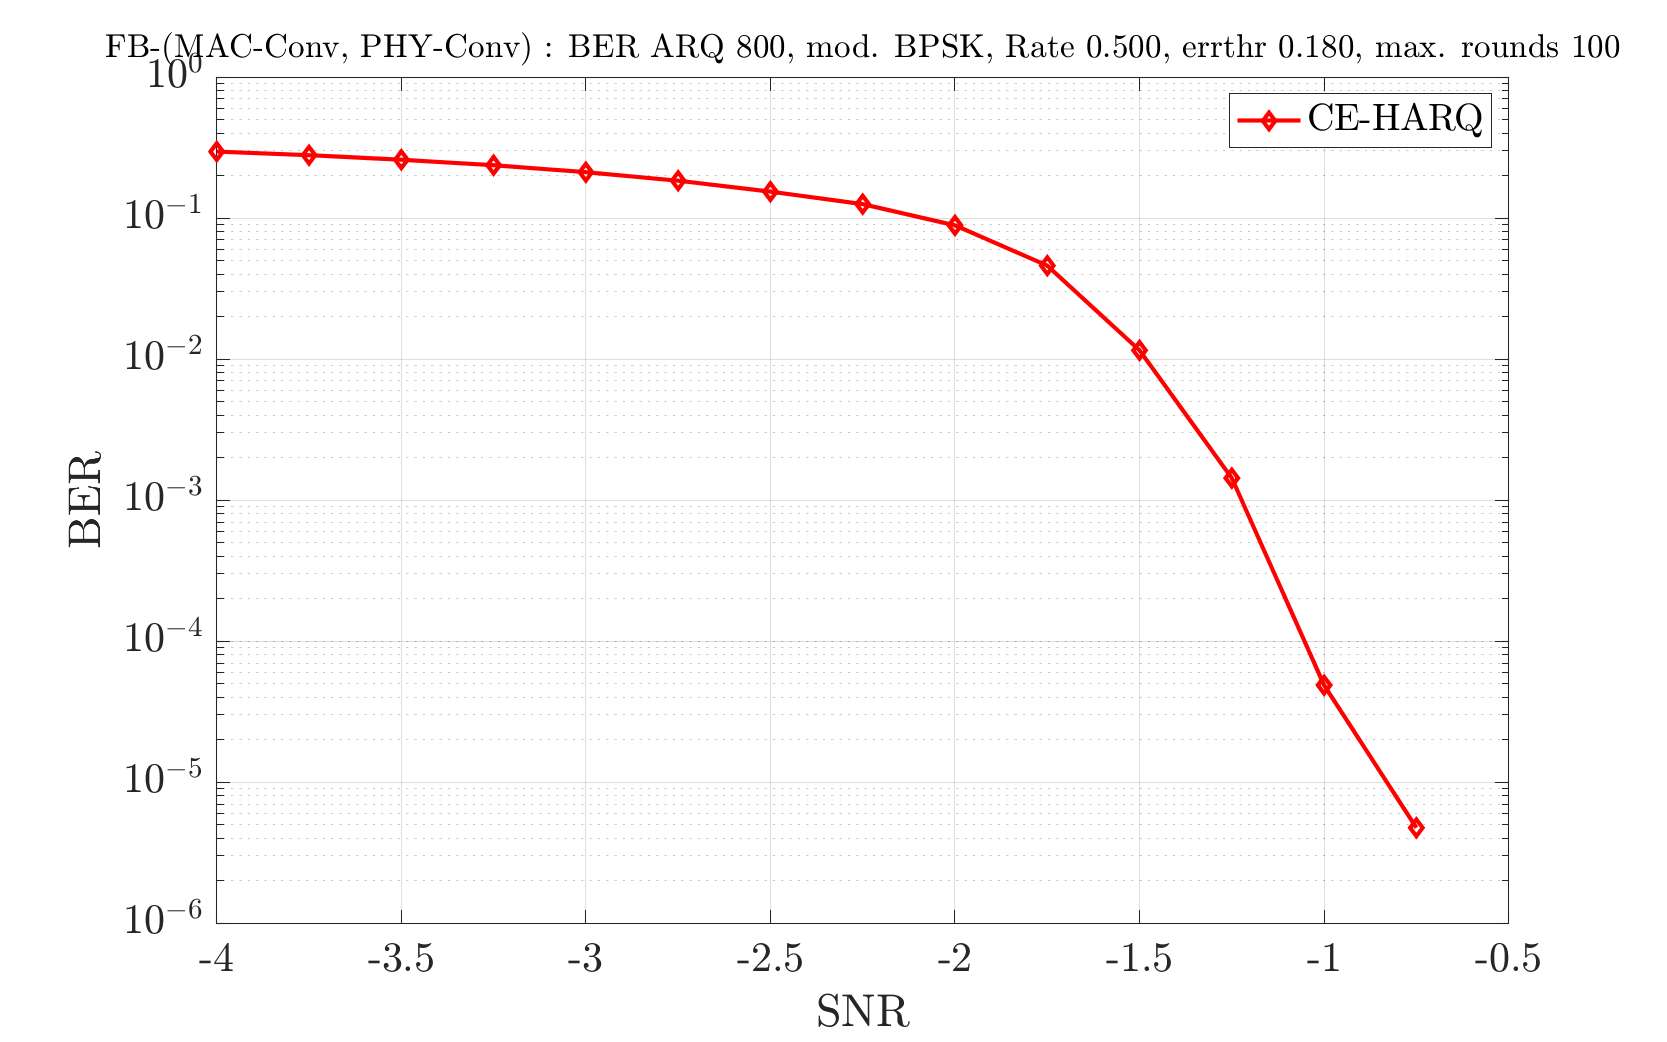 FB-(MAC-Conv, PHY-Conv) : BER ARQ 800, mod. BPSK, Rate 0.500, errthr 0.180, max. rounds 100
CE-HARQ
10^0
10^{-1}
10^{-2}
10^{-3}
10^{-4}
10^{-5}
10^{-6}
BER
-4 -3.5 -3 -2.5 -2 -1.5 -1 -0.5
SNR